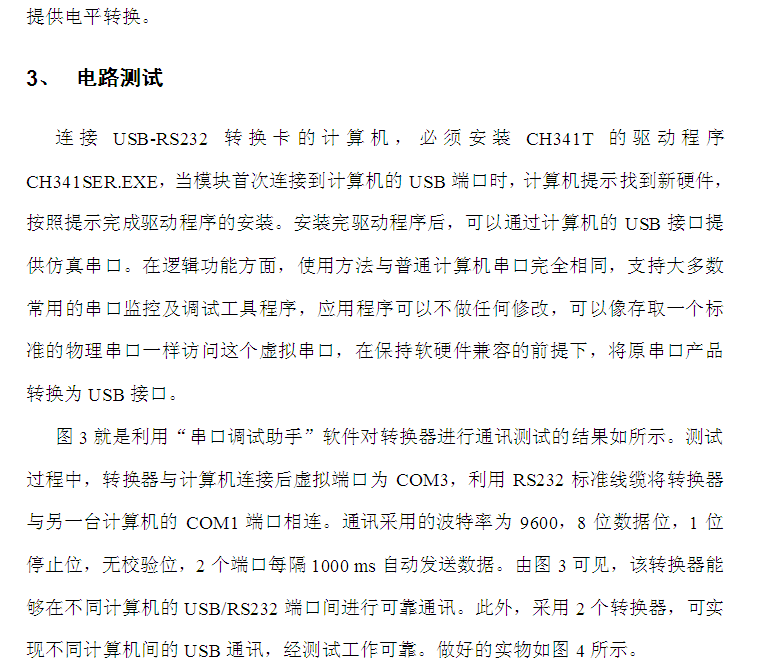 提供电平转换。
3、 电路测试
连接 USB-RS232 转换卡的计算机，必须安装 CH341T 的驱动程序
CH341SER.EXE，当模块首次连接到计算机的 USB 端口时，计算机提示找到新硬件，
按照提示完成驱动程序的安装。安装完驱动程序后，可以通过计算机的 USB 接口提
供仿真串口。在逻辑功能方面，使用方法与普通计算机串口完全相同，支持大多数
常用的串口监控及调试工具程序，应用程序可以不做任何修改，可以像存取一个标
准的物理串口一样访问这个虚拟串口，在保持软硬件兼容的前提下，将原串口产品
转换为 USB 接口。
图 3 就是利用“串口调试助手”软件对转换器进行通讯测试的结果如所示。测试
过程中，转换器与计算机连接后虚拟端口为 COM3，利用 RS232 标准线缆将转换器
与另一台计算机的 COM1 端口相连。通讯采用的波特率为 9600，8 位数据位，1 位
停止位，无校验位，2 个端口每隔 1000 ms 自动发送数据。由图 3 可见，该转换器能
够在不同计算机的 USB/RS232 端口间进行可靠通讯。此外，采用 2 个转换器，可实
现不同计算机间的 USB 通讯，经测试工作可靠。做好的实物如图 4 所示。